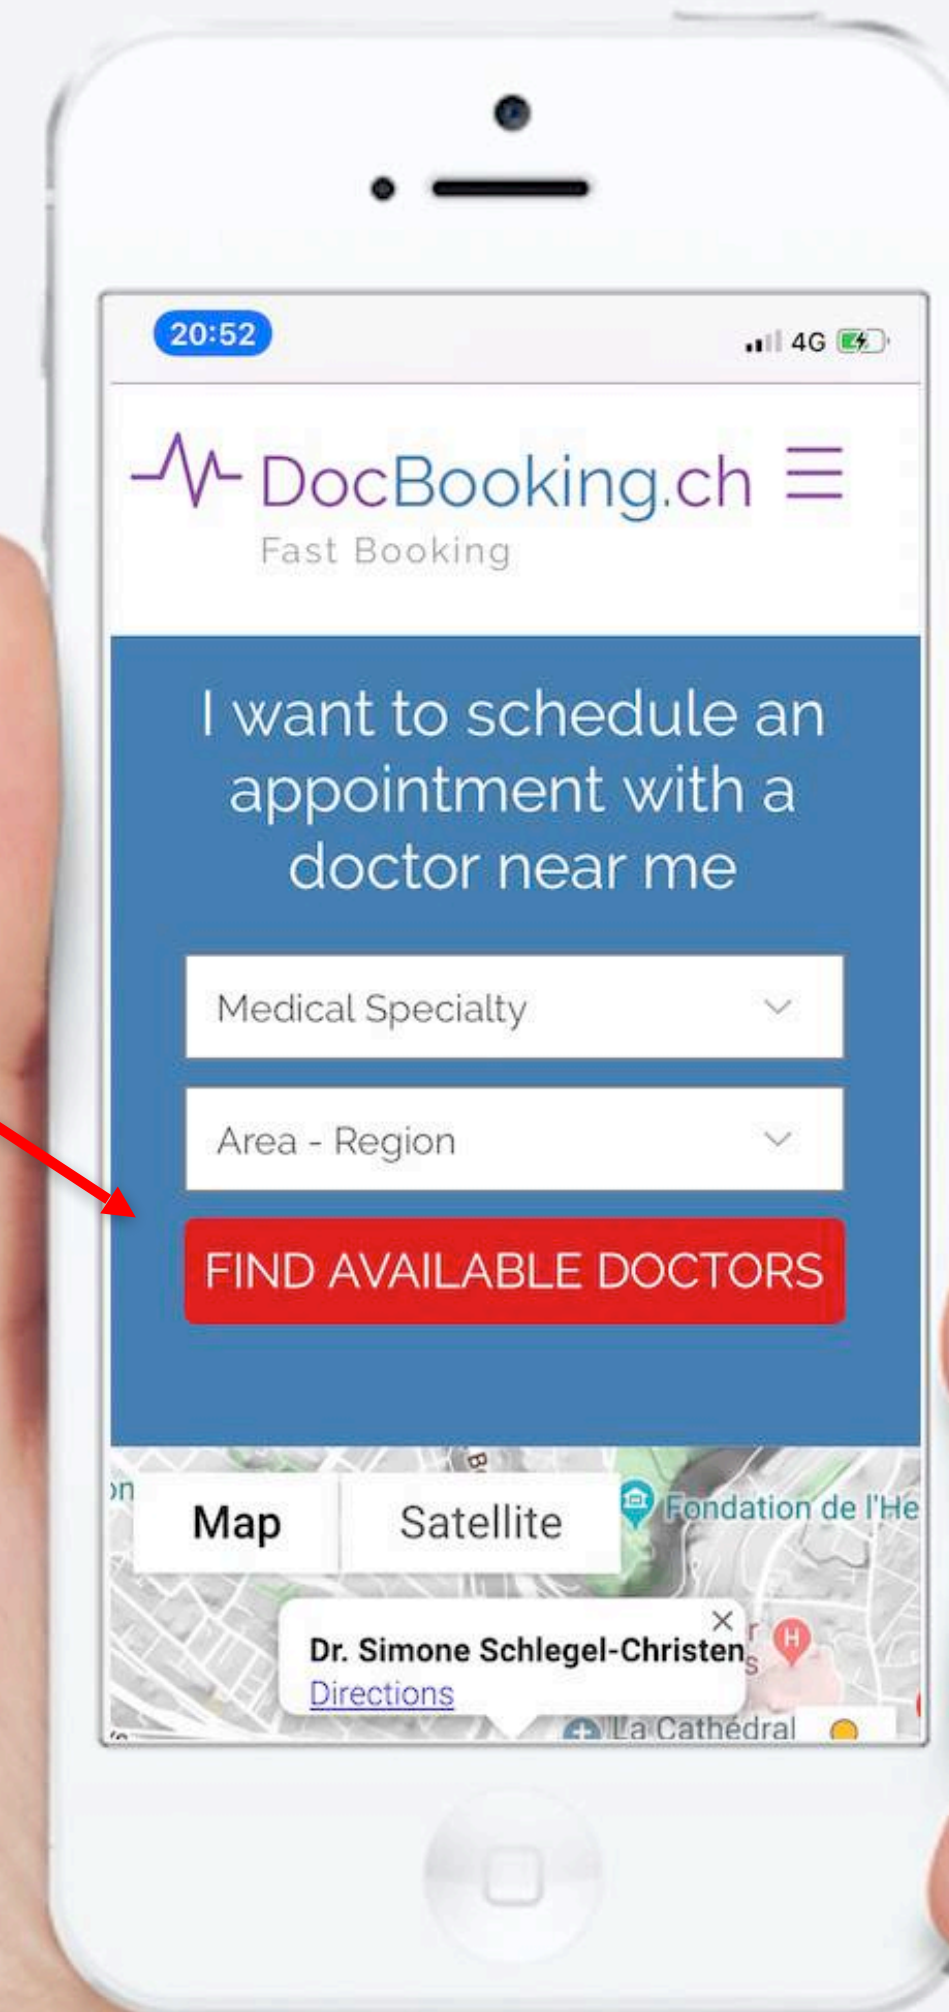 20:52
4G
DocBooking.ch
Fast Booking
I want to schedule an
appointment with a
doctor near me
Medical Specialty
Area - Region
FIND AVAILABLE DOCTORS
Map
Satellite
Fondation de l'He
Dr. Simone Schlegel-Christen
Directions
H
La Cathédral